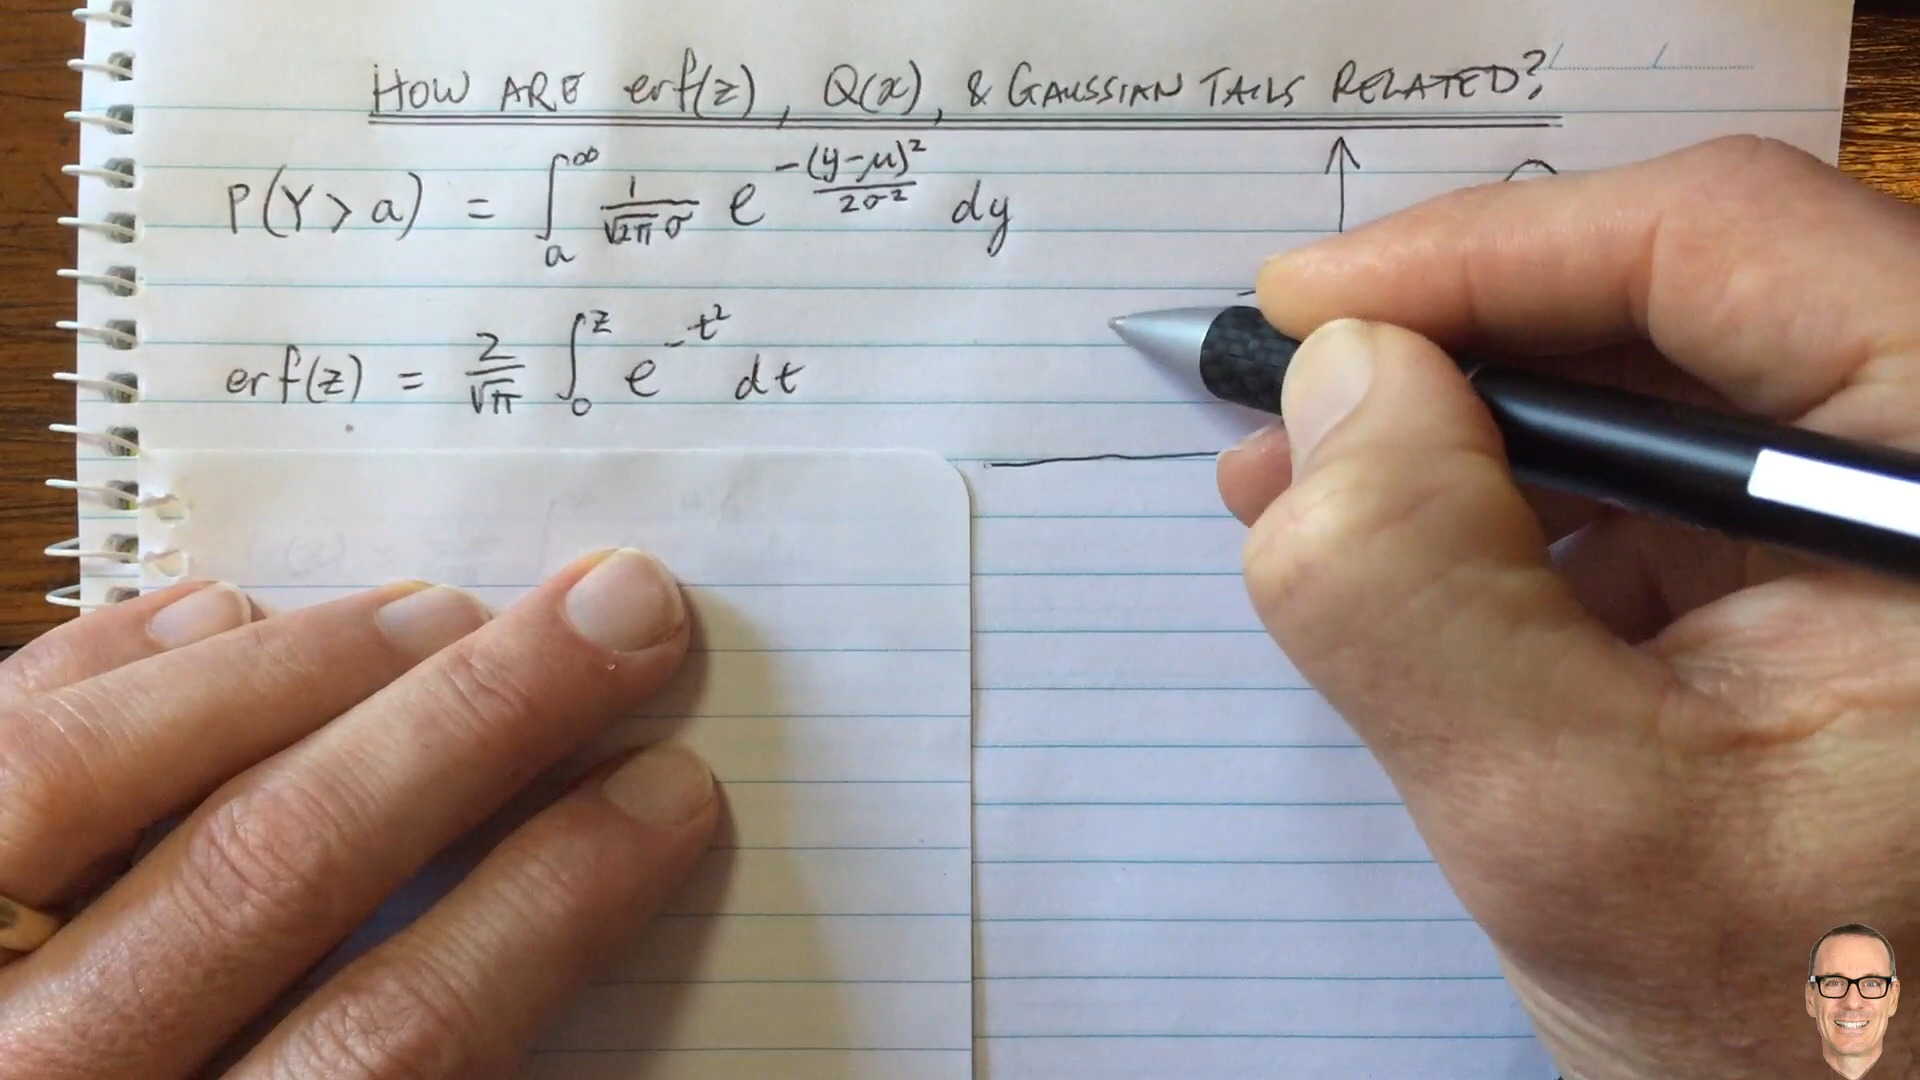 HOW ARE erf(z), Q(x), & GAUSSIAN TAILS RELATED?
P(Y > a) = ∫_a^∞ 1/(√(2π) σ) e^(-(y-μ)²/(2σ²)) dy
erf(z) = 2/√π ∫_0^z e^(-t²) dt